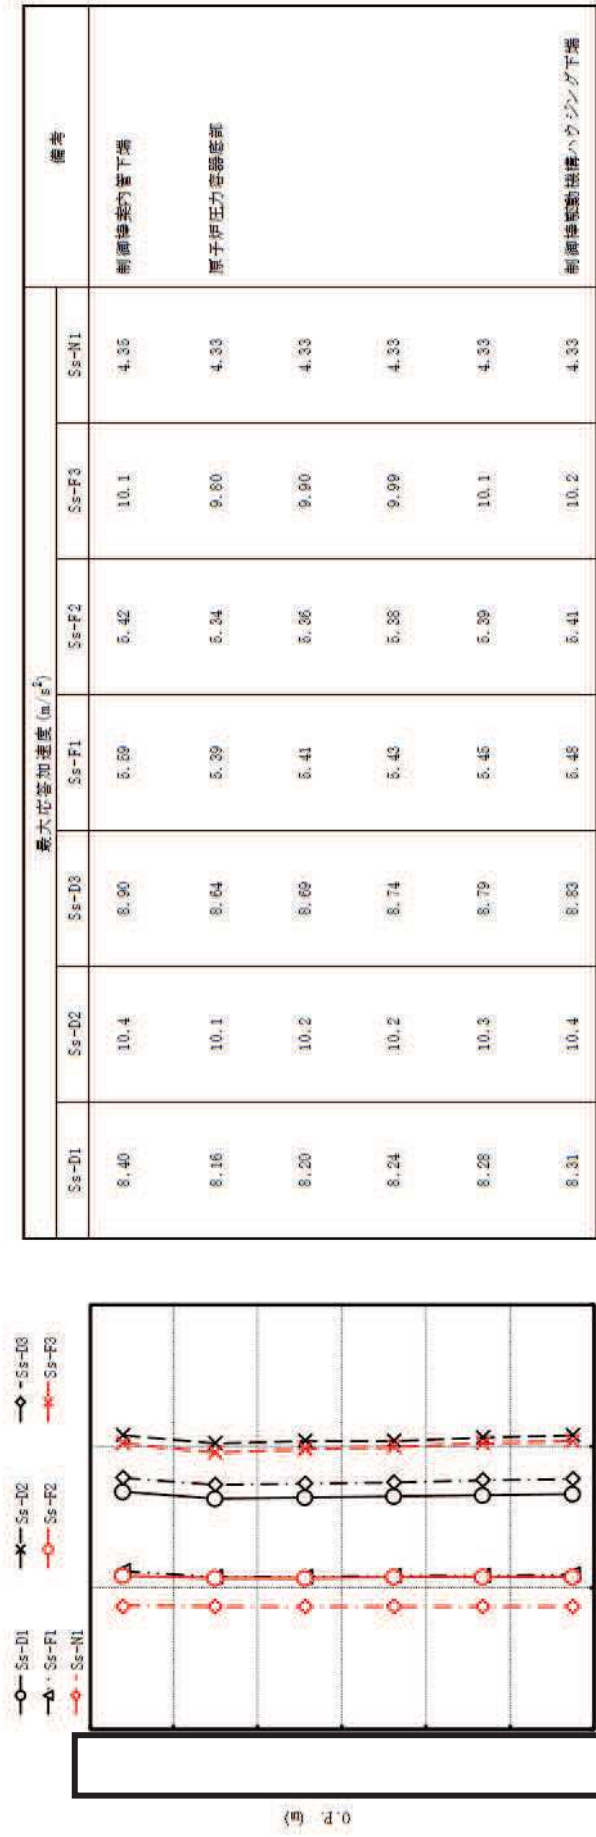 Ss-D1 Ss-D2 Ss-D3
Ss-F1 Ss-F2 Ss-F3
Ss-N1
O.P. (m)
最大応答加速度 (m/s²) 備考
Ss-D1 Ss-D2 Ss-D3 Ss-F1 Ss-F2 Ss-F3 Ss-N1
8.40 10.4 8.90 5.59 5.42 10.1 4.35 制御棒案内管下端
8.16 10.1 8.64 5.39 5.34 9.80 4.33 原子炉圧力容器底部
8.20 10.2 8.69 5.41 5.36 9.90 4.33
8.24 10.2 8.74 5.43 5.38 9.99 4.33
8.28 10.3 8.79 5.45 5.39 10.1 4.33
8.31 10.4 8.83 5.48 5.41 10.2 4.33 制御棒駆動機構ハウジング下端